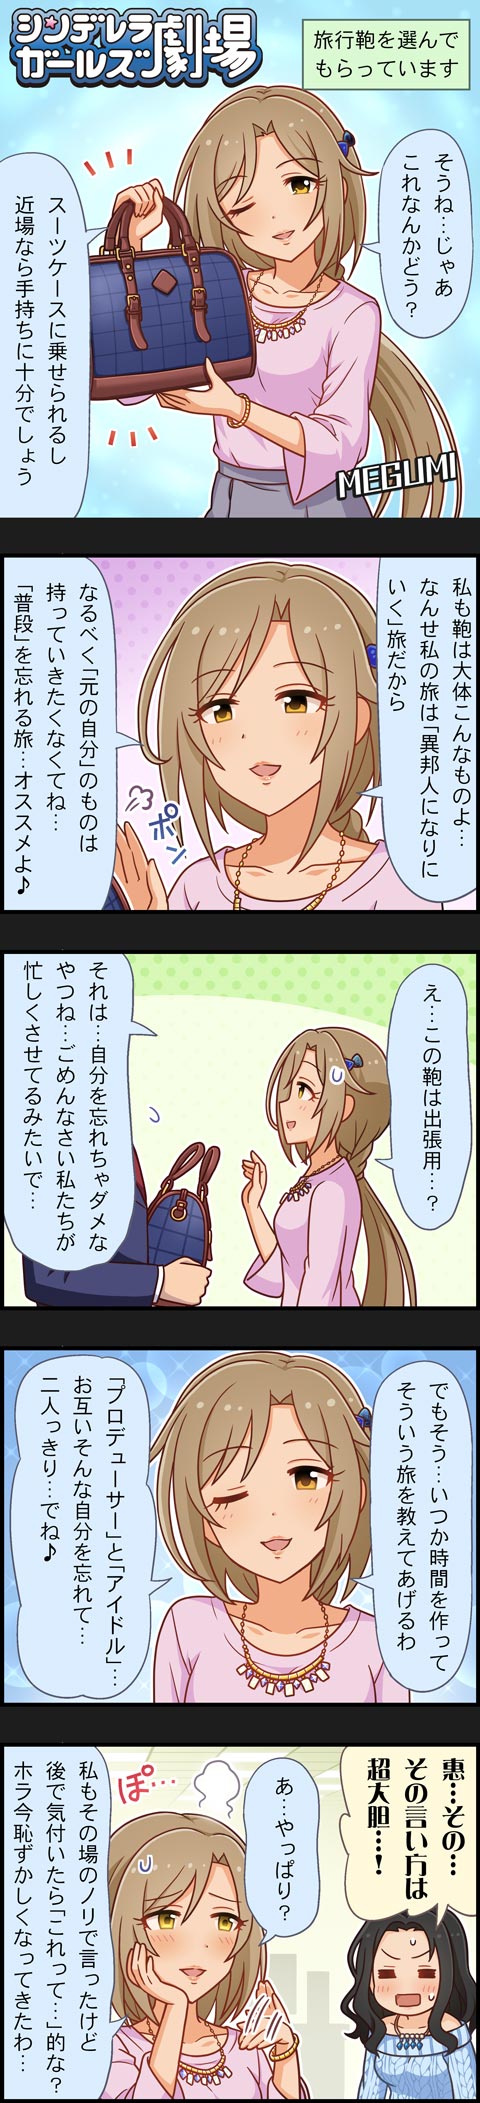 シンデレラ
ガールズ劇場
旅行鞄を選んで
もらっています
そうね…じゃあ
これなんかどう?
スーツケースに乗せられるし
近場なら手持ちに十分でしょう
MEGUMI
私も鞄は大体こんなものよ…
なんせ私の旅は「異邦人になりに
いく」旅だから
なるべく「元の自分」のものは
持っていきたくなくてね…
「普段」を忘れる旅…オススメよ♪
ポン
え…この鞄は出張用…?
それは…自分を忘れちゃダメな
やつね…ごめんなさい私たちが
忙しくさせてるみたいで…
でもそう…いつか時間を作って
そういう旅を教えてあげるわ
「プロデューサー」と「アイドル」…
お互いそんな自分を忘れて…
二人っきり…でね♪
惠…その…
その言い方は
超大胆…!
あ…やっぱり?
ぽ…
私もその場のノリで言ったけど
後で気付いたら「これって…」的な?
ホラ今恥ずかしくなってきたわ…